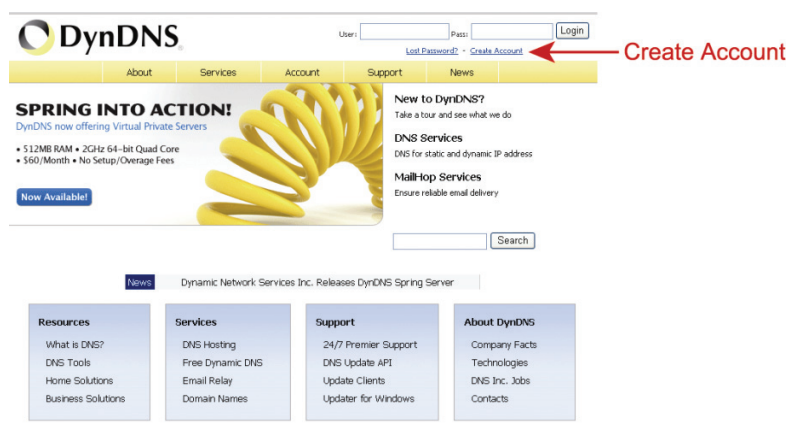 DynDNS
User:
Pass:
Login
Lost Password? - Create Account
Create Account
About
Services
Account
Support
News
SPRING INTO ACTION!
DynDNS now offering Virtual Private Servers
• 512MB RAM • 2GHz 64-bit Quad Core
• $60/Month • No Setup/Overage Fees
Now Available!
New to DynDNS?
Take a tour and see what we do
DNS Services
DNS for static and dynamic IP address
MailHop Services
Ensure reliable email delivery
Search
News
Dynamic Network Services Inc. Releases DynDNS Spring Server
Resources
What is DNS?
DNS Tools
Home Solutions
Business Solutions
Services
DNS Hosting
Free Dynamic DNS
Email Relay
Domain Names
Support
24/7 Premier Support
DNS Update API
Update Clients
Updater for Windows
About DynDNS
Company Facts
Technologies
DNS Inc. Jobs
Contacts